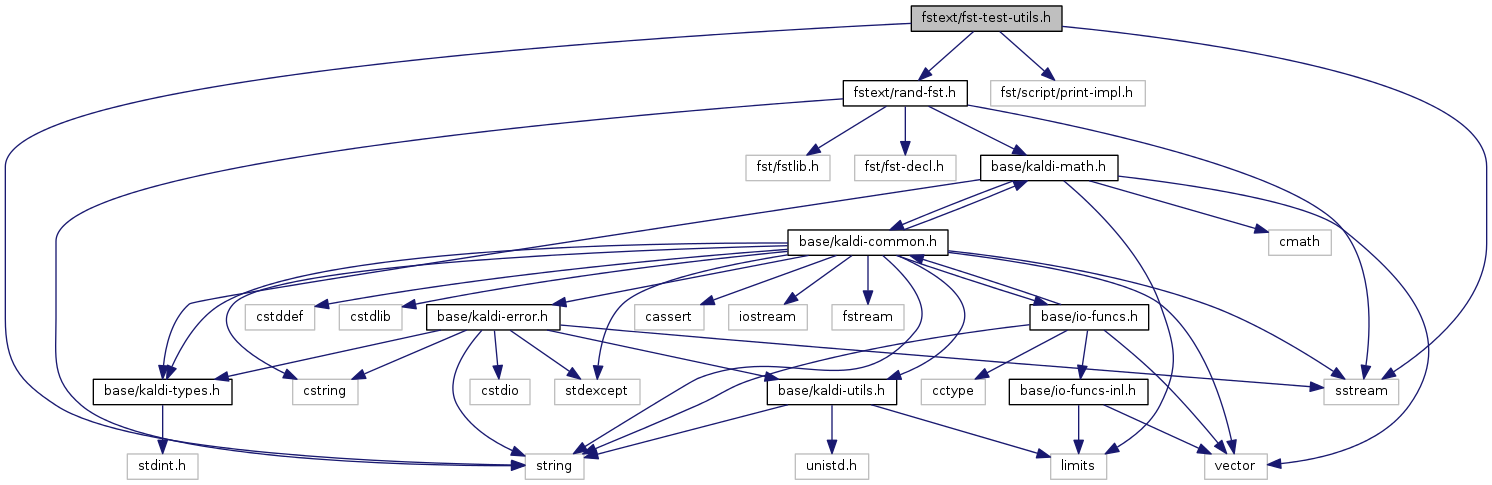 fstext/fst-test-utils.h
fstext/rand-fst.h
fst/script/print-impl.h
fst/fstlib.h
fst/fst-decl.h
base/kaldi-math.h
base/kaldi-common.h
cmath
cstddef
cstdlib
base/kaldi-error.h
cassert
iostream
fstream
base/io-funcs.h
base/kaldi-types.h
cstring
cstdio
stdexcept
base/kaldi-utils.h
cctype
base/io-funcs-inl.h
sstream
stdint.h
string
unistd.h
limits
vector